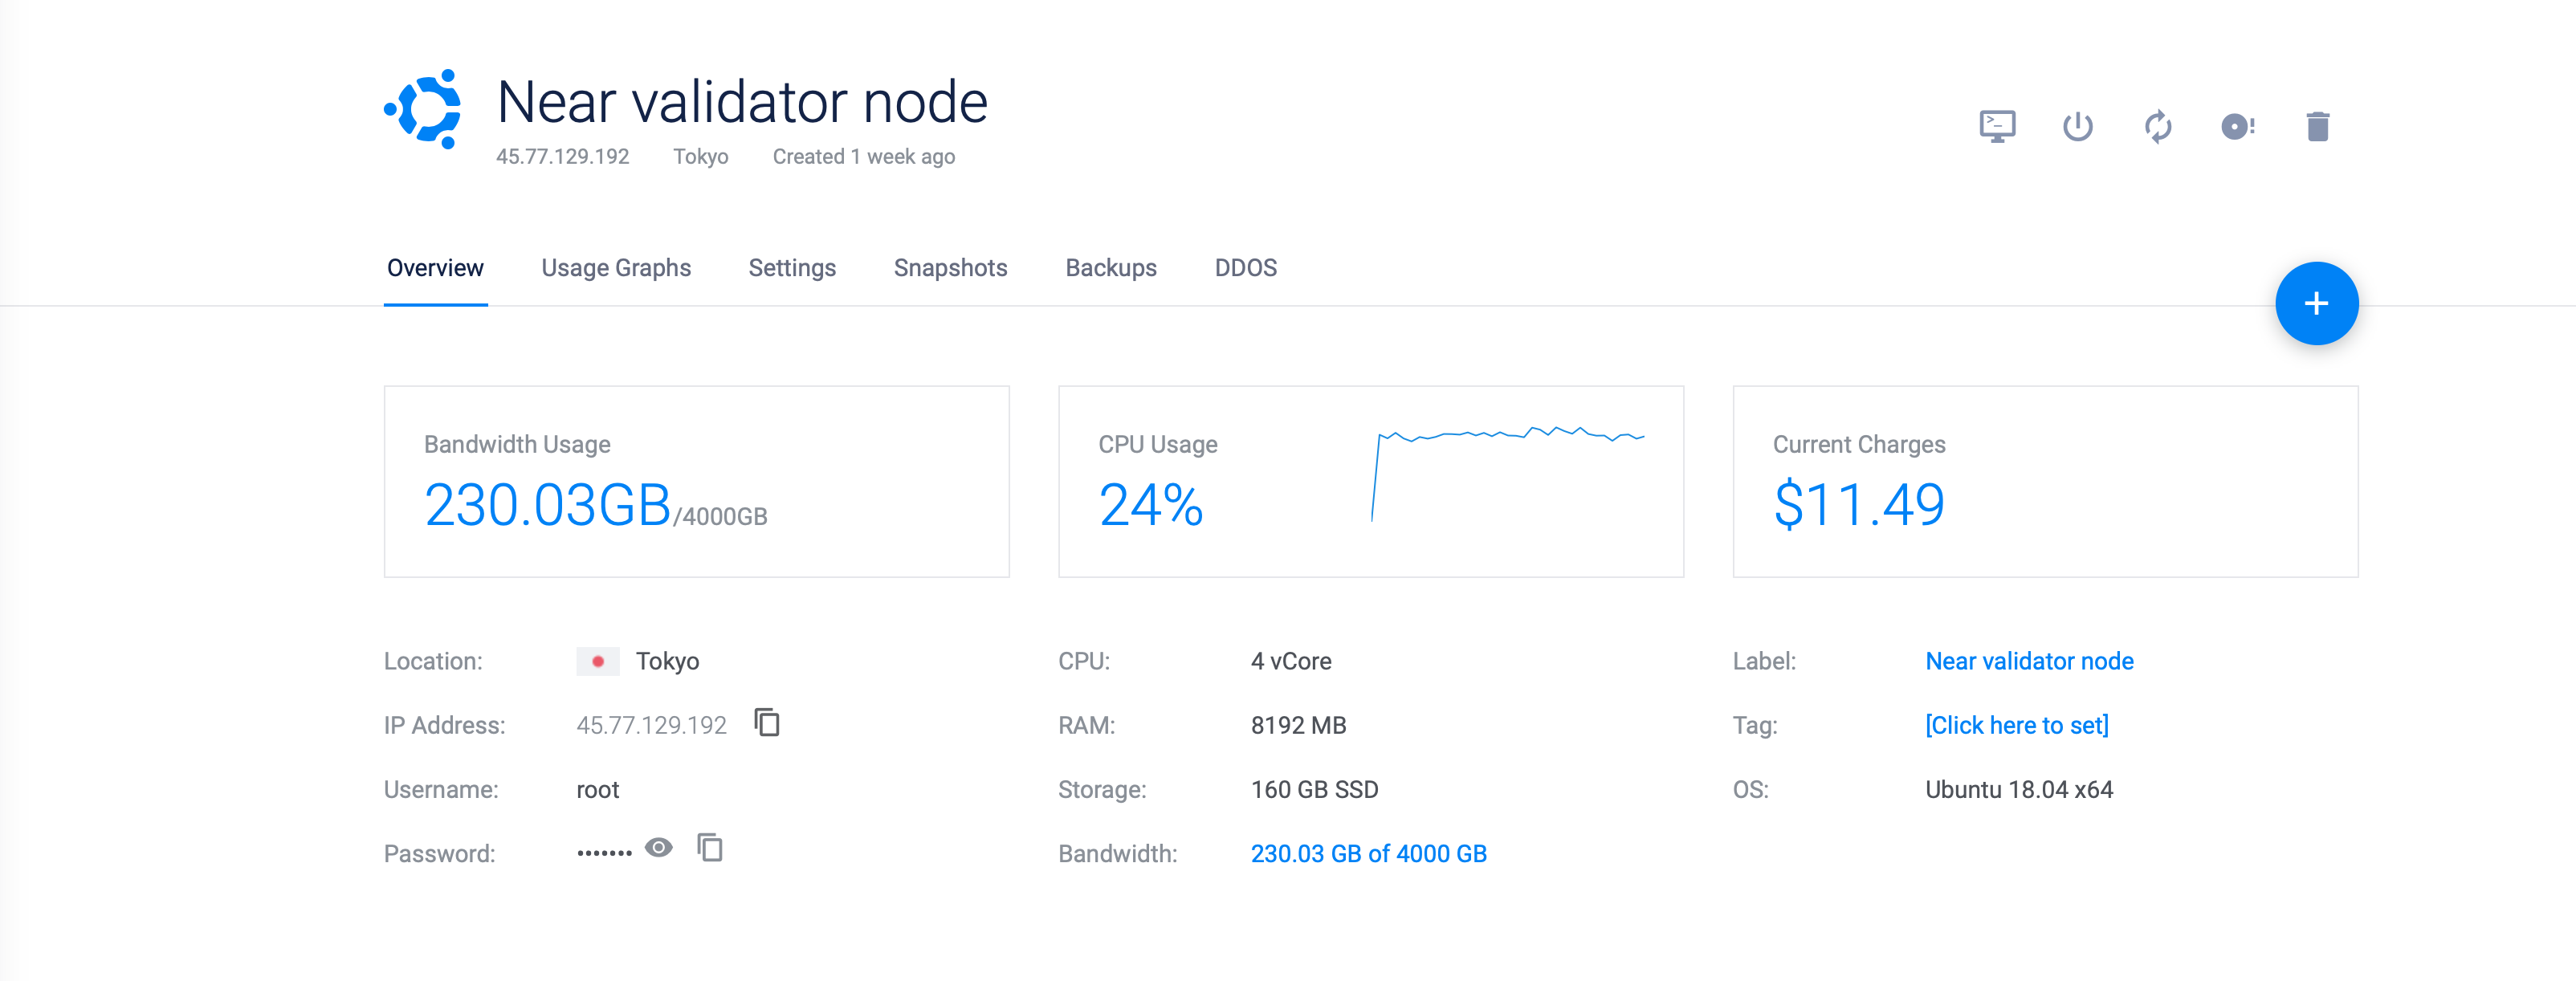 Near validator node
45.77.129.192 Tokyo Created 1 week ago
Overview Usage Graphs Settings Snapshots Backups DDOS
+
Bandwidth Usage
230.03GB/4000GB
CPU Usage
24%
Current Charges
$11.49
Location: Tokyo
IP Address: 45.77.129.192
Username: root
Password: •••••••
CPU: 4 vCore
RAM: 8192 MB
Storage: 160 GB SSD
Bandwidth: 230.03 GB of 4000 GB
Label: Near validator node
Tag: [Click here to set]
OS: Ubuntu 18.04 x64